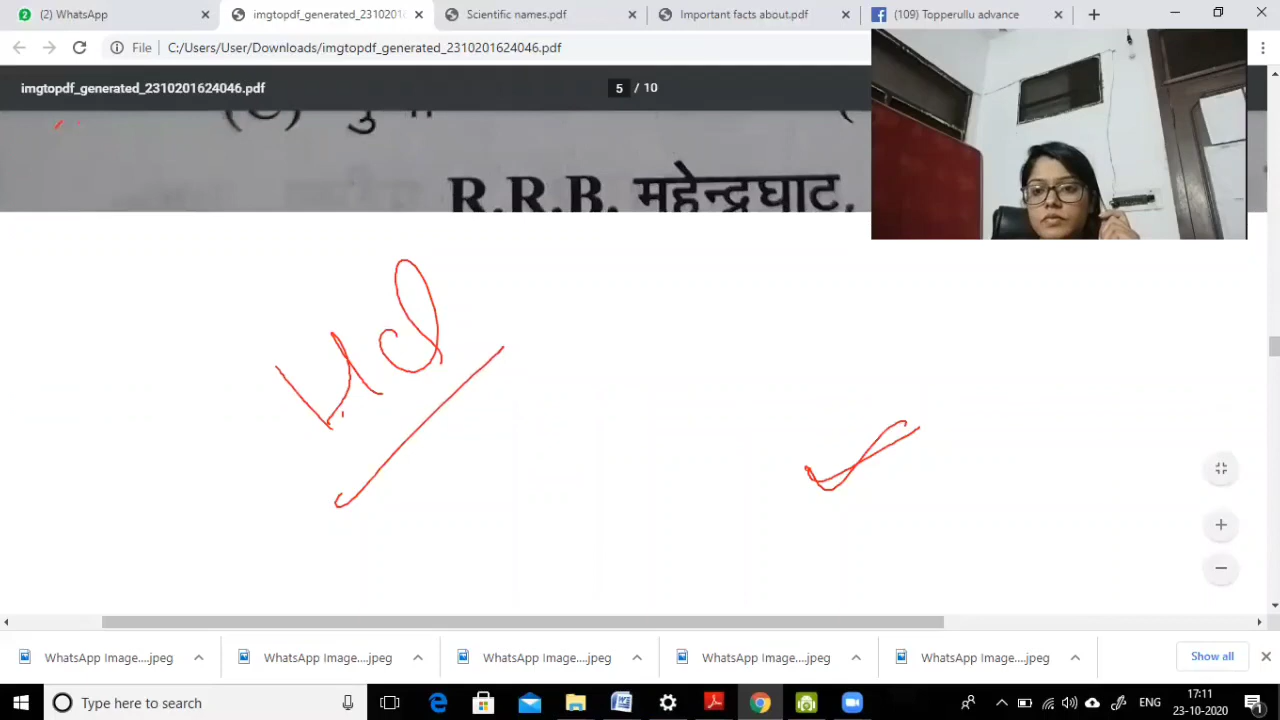 (2) WhatsApp
imgtopdf_generated_2310201
Scientific names.pdf
Important facts about.pdf
(109) Topperullu advance
File
C:/Users/User/Downloads/imgtopdf_generated_2310201624046.pdf
imgtopdf_generated_2310201624046.pdf
5 / 10
R.R.B. महेन्द्रघाट,
Hcl
WhatsApp Image....jpeg
WhatsApp Image....jpeg
WhatsApp Image....jpeg
WhatsApp Image....jpeg
WhatsApp Image....jpeg
Show all
Type here to search
ENG
17:11
23-10-2020